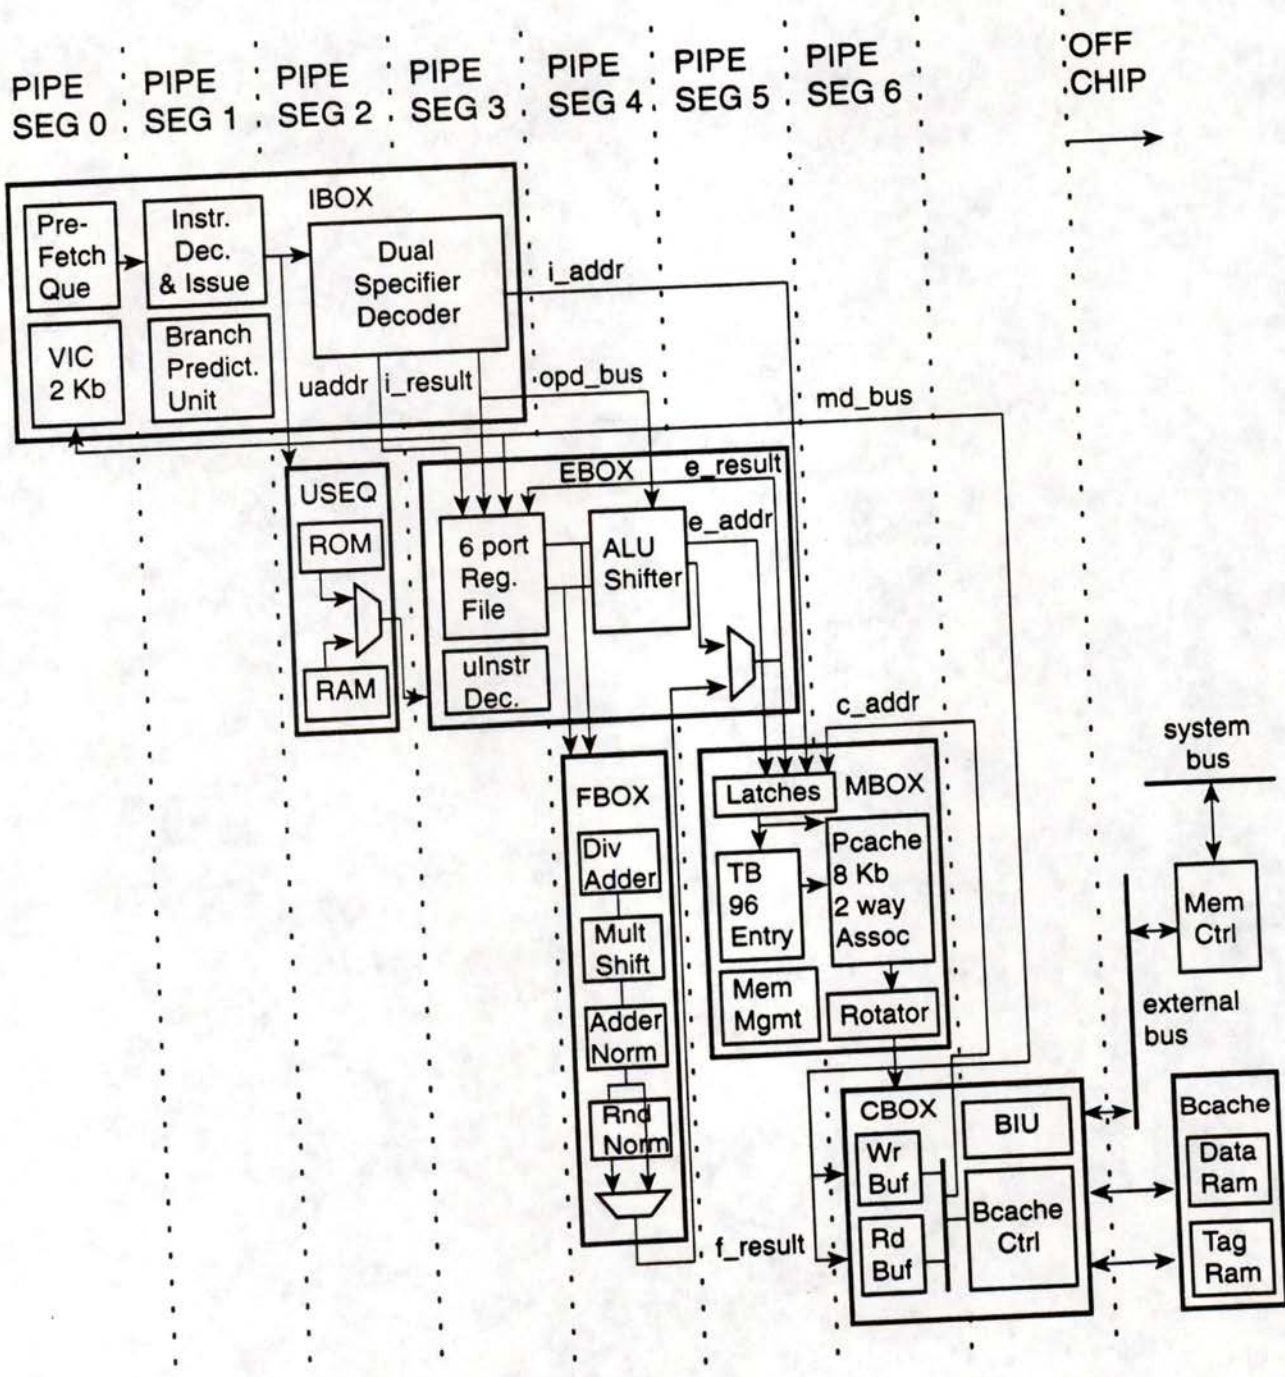 PIPE
SEG 0
PIPE
SEG 1
PIPE
SEG 2
PIPE
SEG 3
PIPE
SEG 4
PIPE
SEG 5
PIPE
SEG 6
OFF
CHIP
IBOX
Pre-
Fetch
Que
Instr.
Dec.
& Issue
Dual
Specifier
Decoder
VIC
2 Kb
Branch
Predict.
Unit
i_addr
uaddr
i_result
opd_bus
md_bus
USEQ
ROM
RAM
EBOX
e_result
6 port
Reg.
File
ALU
Shifter
e_addr
uInstr
Dec.
c_addr
FBOX
Div
Adder
Mult
Shift
Adder
Norm
Rnd
Norm
f_result
MBOX
Latches
TB
96
Entry
Pcache
8 Kb
2 way
Assoc
Mem
Mgmt
Rotator
CBOX
Wr
Buf
Rd
Buf
BIU
Bcache
Ctrl
system
bus
Mem
Ctrl
external
bus
Bcache
Data
Ram
Tag
Ram